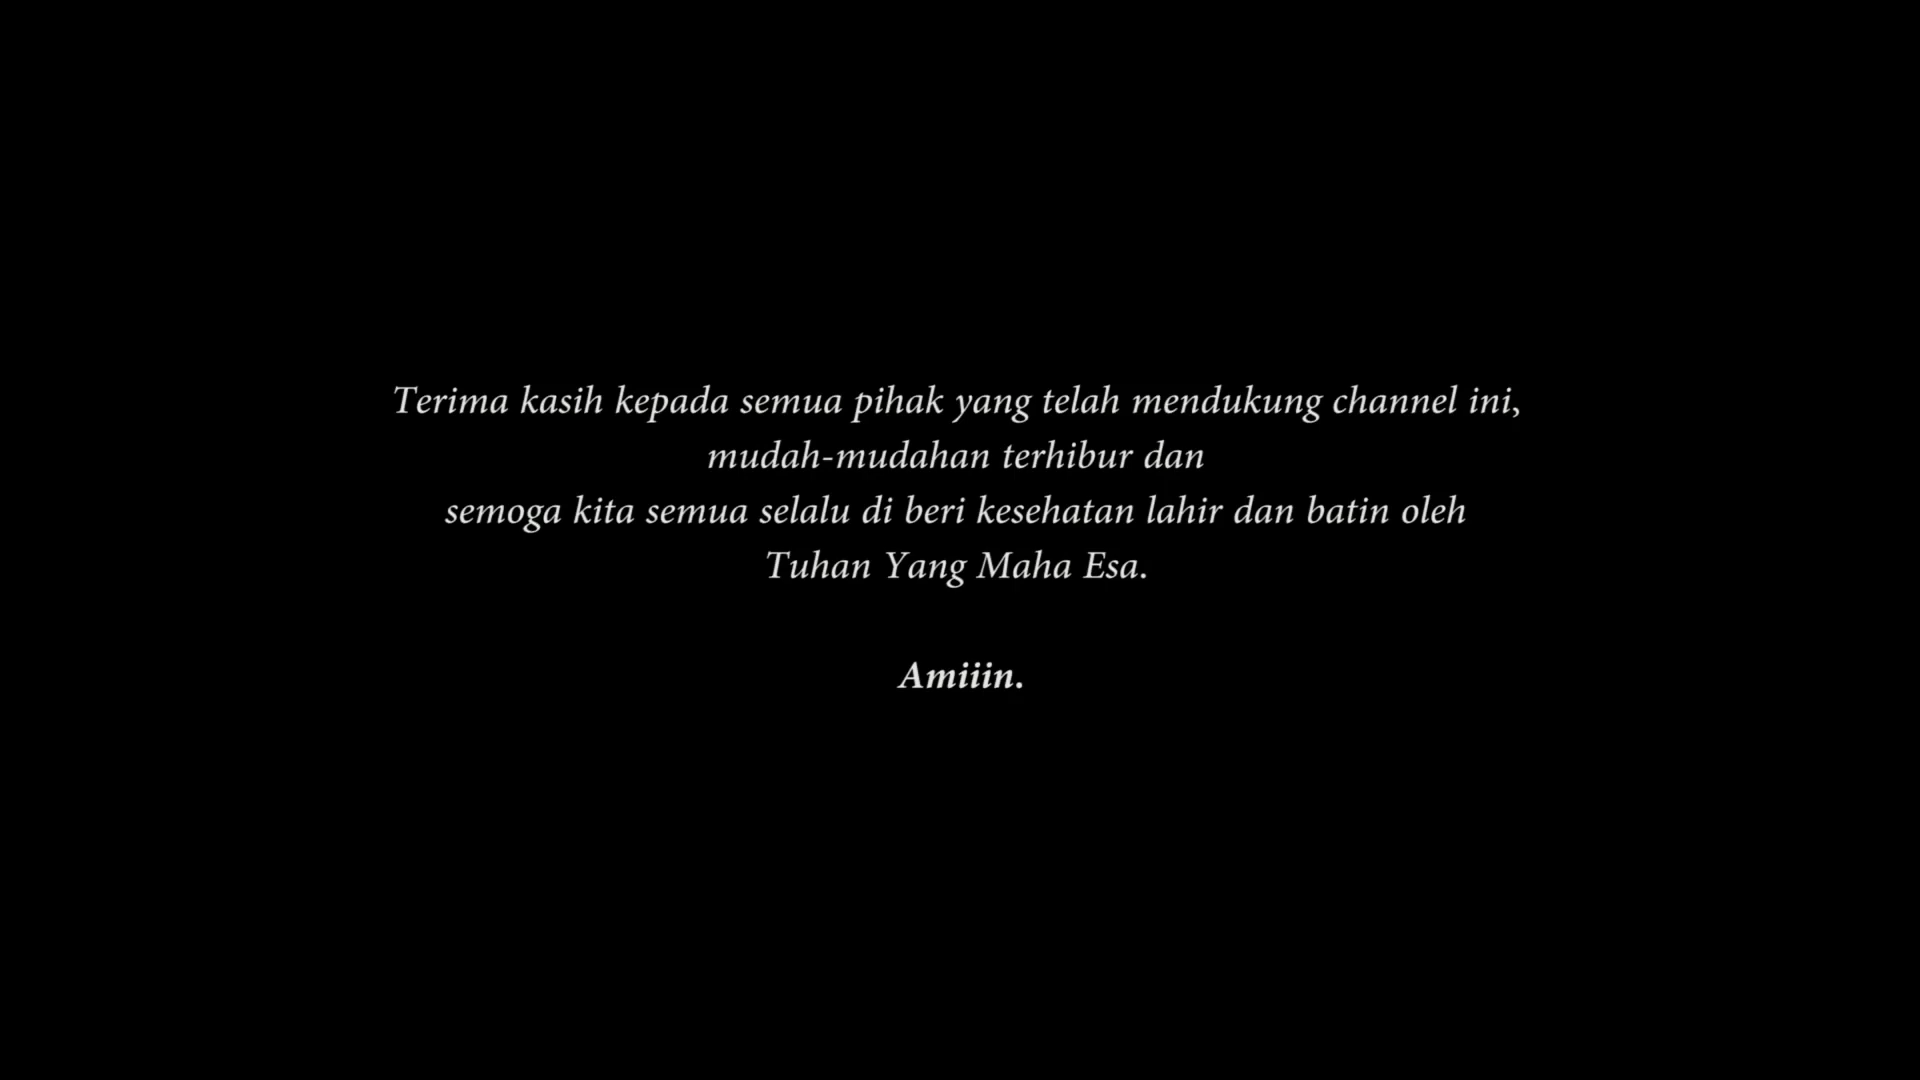 Terima kasih kepada semua pihak yang telah mendukung channel ini,
mudah-mudahan terhibur dan
semoga kita semua selalu di beri kesehatan lahir dan batin oleh
Tuhan Yang Maha Esa.
Amiiin.